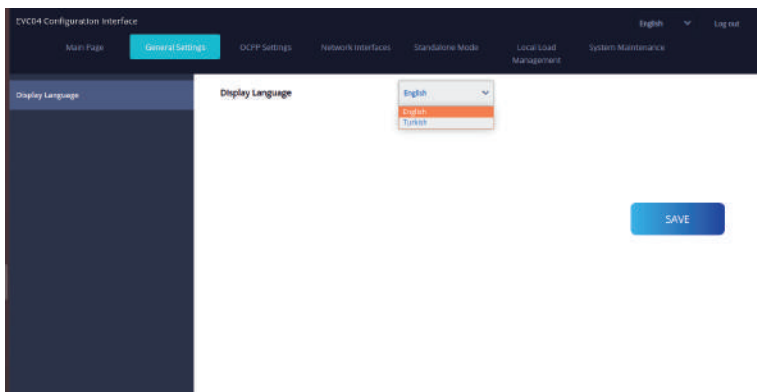 EVC04 Configuration Interface
English
Log out
Main Page
General Settings
OCPP Settings
Network Interfaces
Standalone Mode
Local Load
Management
System Maintenance
Display Language
Display Language
English
English
Turkish
SAVE